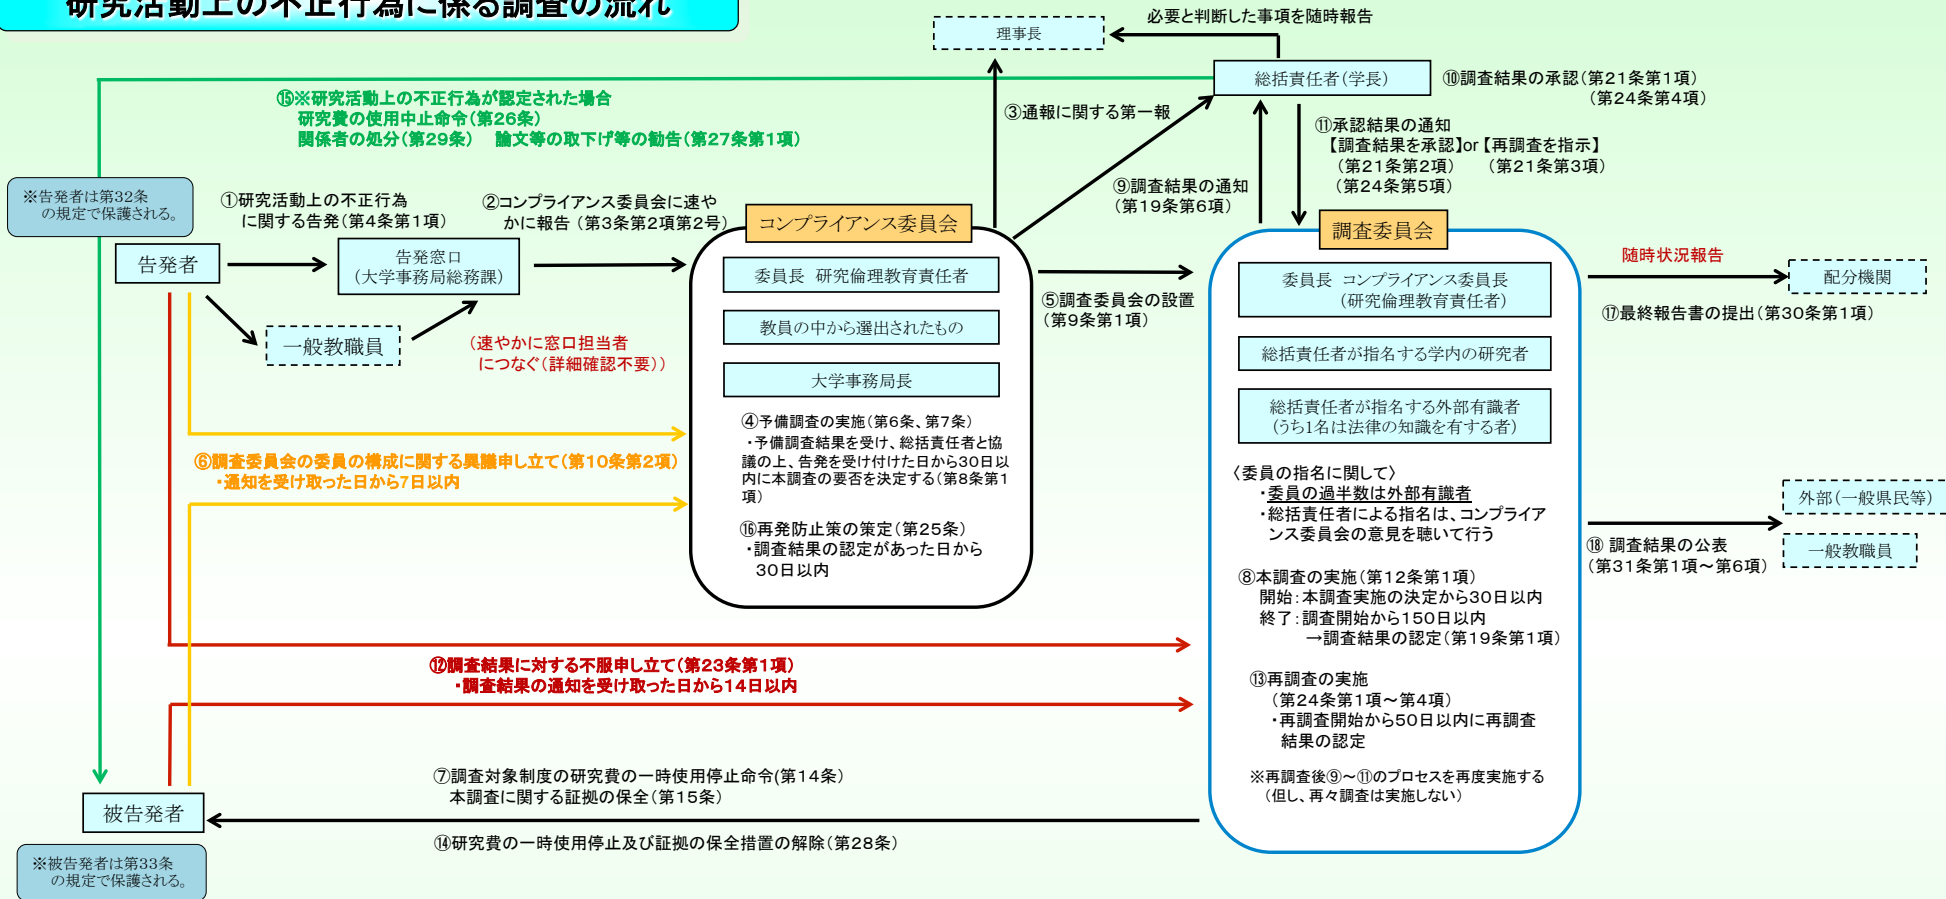 研究活動上の不正行為に係る調査の流れ
必要と判断した事項を随時報告
理事長
総括責任者(学長)
⑩調査結果の承認(第21条第1項)
(第24条第4項)
⑮※研究活動上の不正行為が認定された場合
研究費の使用中止命令(第26条)
関係者の処分(第29条)　論文等の取下げ等の勧告(第27条第1項)
③通報に関する第一報
⑪承認結果の通知
【調査結果を承認】or【再調査を指示】
(第21条第2項)　(第21条第3項)
(第24条第5項)
⑨調査結果の通知
(第19条第6項)
※告発者は第32条
の規定で保護される。
①研究活動上の不正行為
に関する告発(第4条第1項)
②コンプライアンス委員会に速や
かに報告 (第3条第2項第2号)
告発者
告発窓口
(大学事務局総務課)
一般教職員
(速やかに窓口担当者
につなぐ(詳細確認不要))
コンプライアンス委員会
委員長 研究倫理教育責任者
教員の中から選出されたもの
大学事務局長
④予備調査の実施(第6条、第7条)
・予備調査結果を受け、総括責任者と協
議の上、告発を受け付けた日から30日以
内に本調査の要否を決定する(第8条第1
項)
⑯再発防止策の策定(第25条)
・調査結果の認定があった日から
30日以内
⑤調査委員会の設置
(第9条第1項)
調査委員会
委員長 コンプライアンス委員長
(研究倫理教育責任者)
総括責任者が指名する学内の研究者
総括責任者が指名する外部有識者
(うち1名は法律の知識を有する者)
〈委員の指名に関して〉
・委員の過半数は外部有識者
・総括責任者による指名は、コンプライア
ンス委員会の意見を聴いて行う
⑧本調査の実施(第12条第1項)
開始:本調査実施の決定から30日以内
終了:調査開始から150日以内
→調査結果の認定(第19条第1項)
⑬再調査の実施
(第24条第1項～第4項)
・再調査開始から50日以内に再調査
結果の認定
※再調査後⑨～⑪のプロセスを再度実施する
(但し、再々調査は実施しない)
随時状況報告
配分機関
⑰最終報告書の提出(第30条第1項)
外部(一般県民等)
一般教職員
⑱ 調査結果の公表
(第31条第1項～第6項)
⑥調査委員会の委員の構成に関する異議申し立て(第10条第2項)
・通知を受け取った日から7日以内
⑫調査結果に対する不服申し立て(第23条第1項)
・調査結果の通知を受け取った日から14日以内
⑦調査対象制度の研究費の一時使用停止命令(第14条)
本調査に関する証拠の保全(第15条)
⑭研究費の一時使用停止及び証拠の保全措置の解除(第28条)
被告発者
※被告発者は第33条
の規定で保護される。